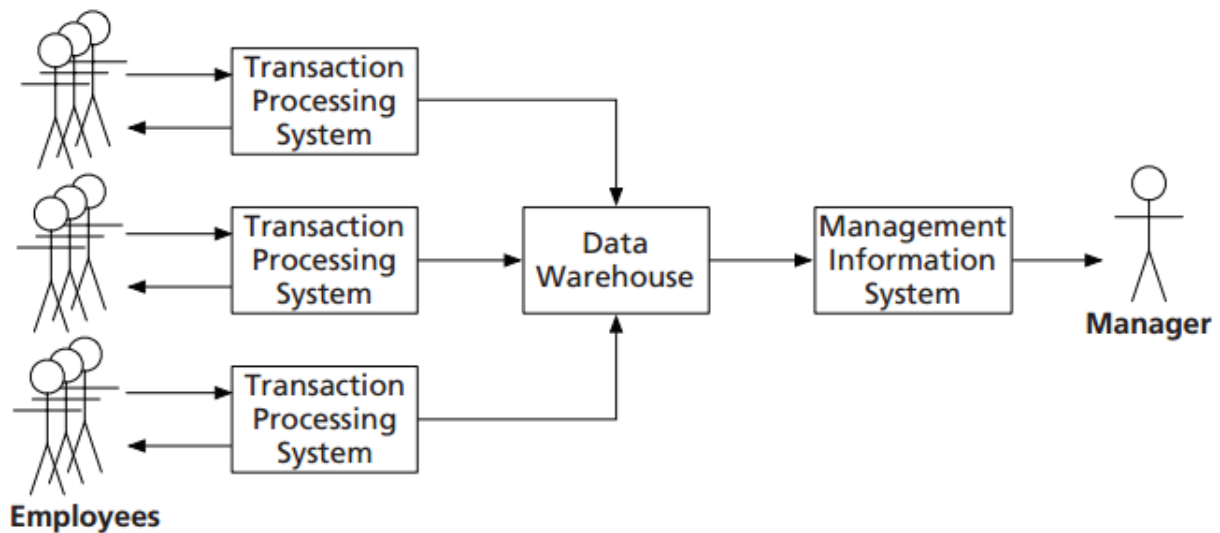 Transaction
Processing
System
Transaction
Processing
System
Data
Warehouse
Management
Information
System
Manager
Transaction
Processing
System
Employees